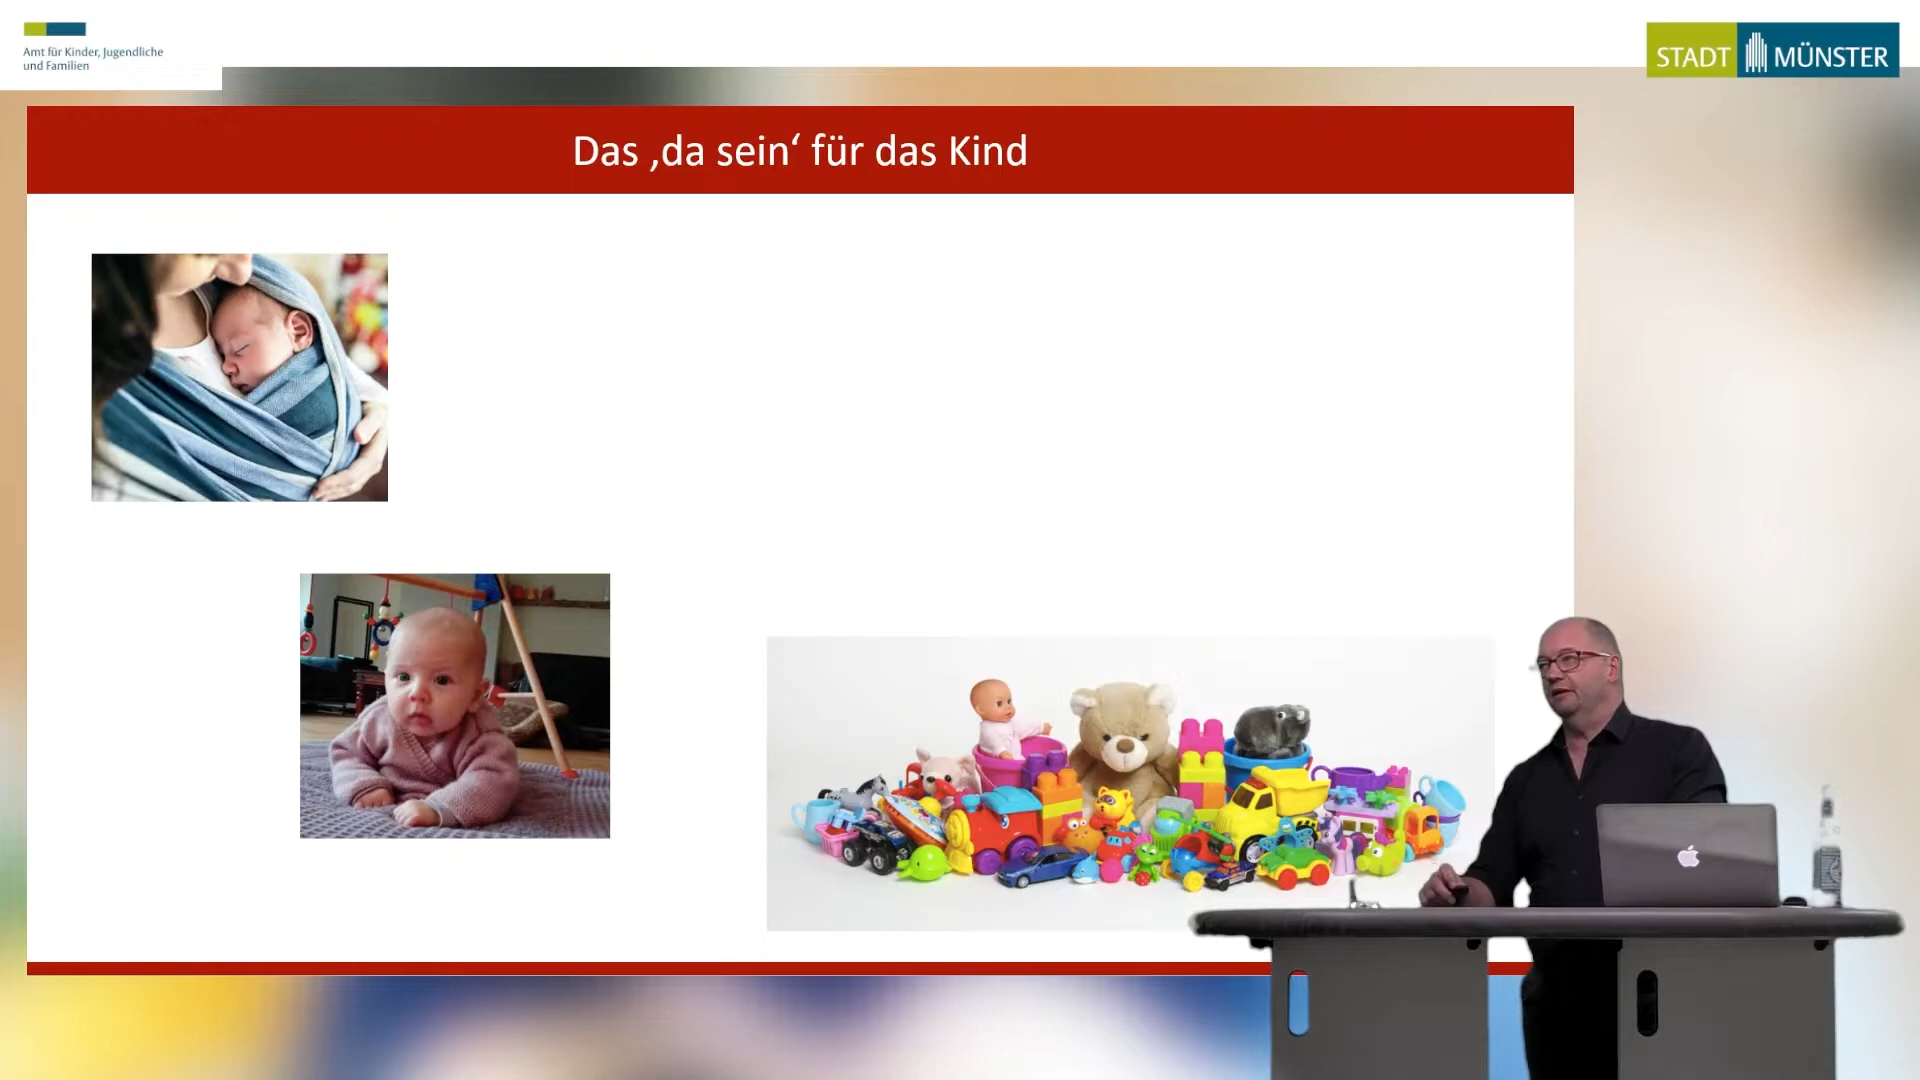 Amt für Kinder, Jugendliche
und Familien
STADT MÜNSTER
Das ‚da sein‘ für das Kind